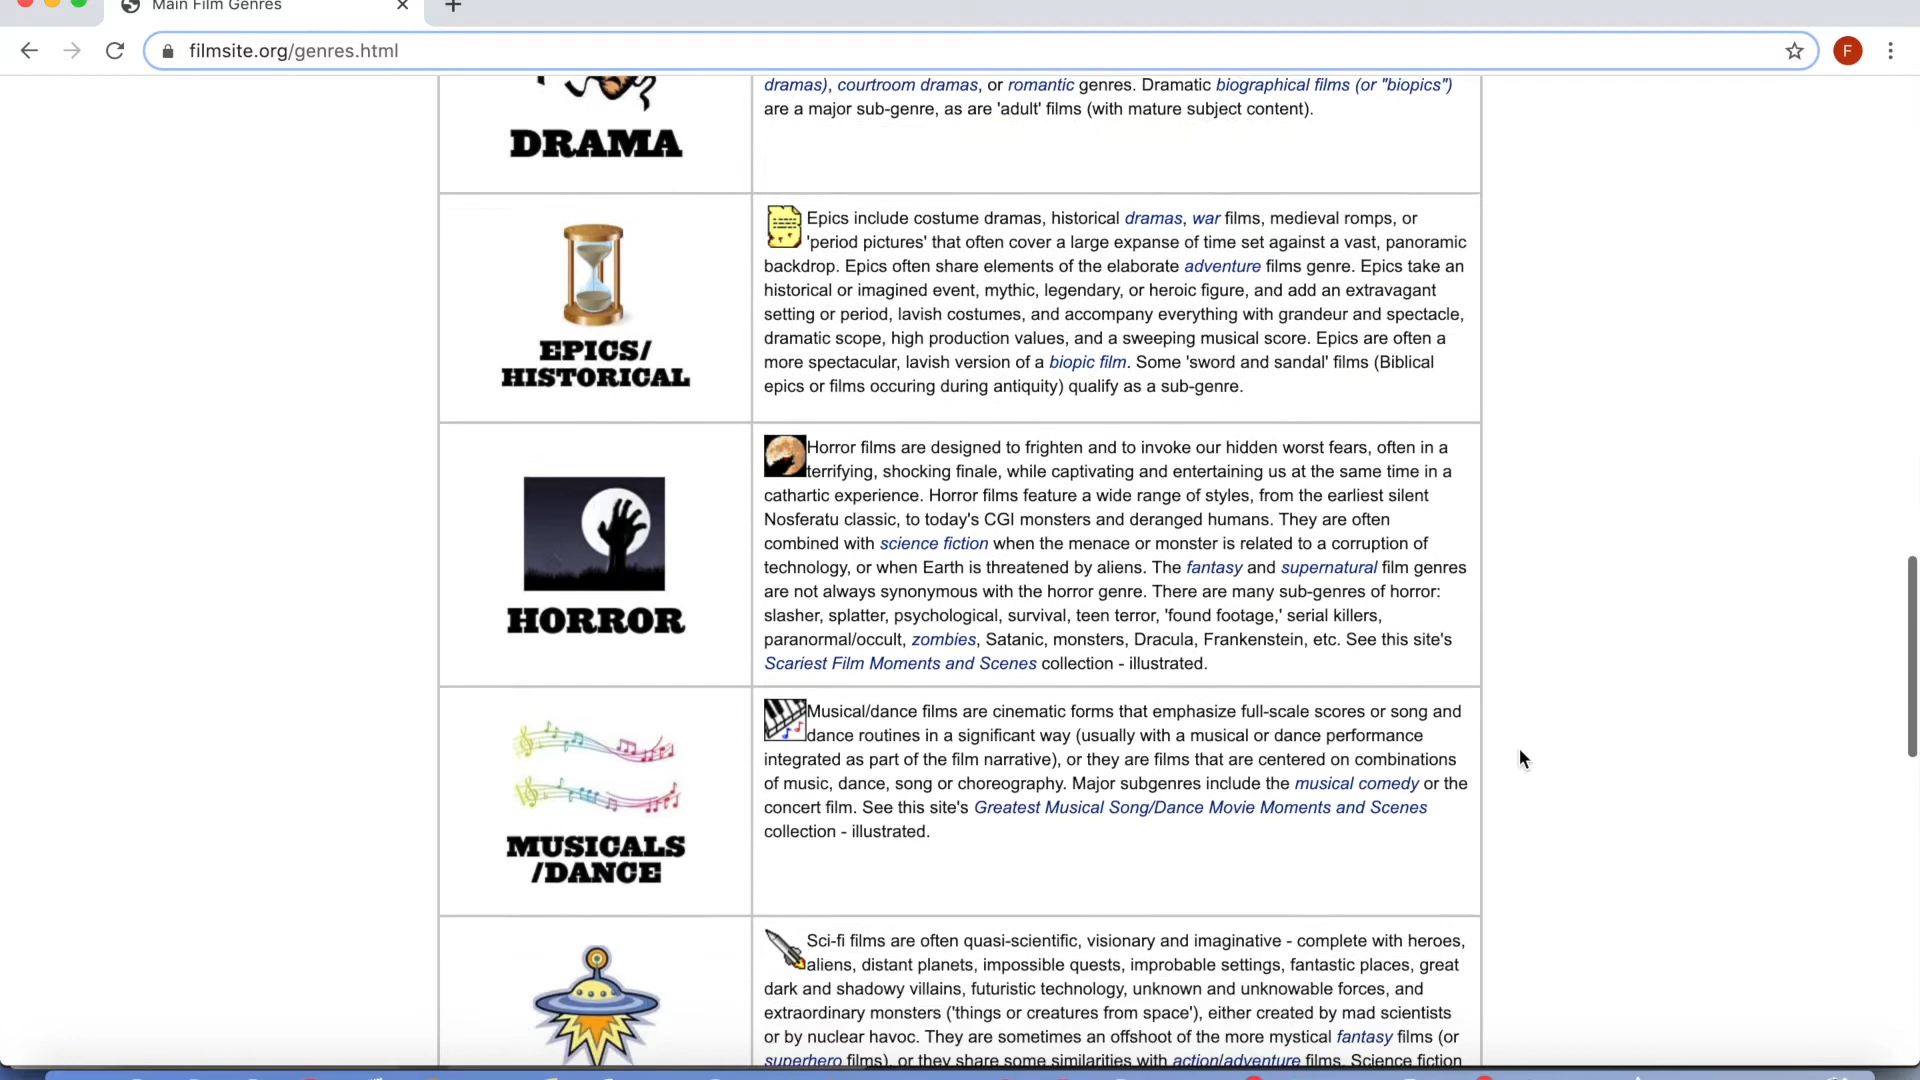 Main Film Genres
filmsite.org/genres.html
F
DRAMA
dramas), courtroom dramas, or romantic genres. Dramatic biographical films (or "biopics")
are a major sub-genre, as are 'adult' films (with mature subject content).
EPICS/
HISTORICAL
Epics include costume dramas, historical dramas, war films, medieval romps, or
'period pictures' that often cover a large expanse of time set against a vast, panoramic
backdrop. Epics often share elements of the elaborate adventure films genre. Epics take an
historical or imagined event, mythic, legendary, or heroic figure, and add an extravagant
setting or period, lavish costumes, and accompany everything with grandeur and spectacle,
dramatic scope, high production values, and a sweeping musical score. Epics are often a
more spectacular, lavish version of a biopic film. Some 'sword and sandal' films (Biblical
epics or films occuring during antiquity) qualify as a sub-genre.
HORROR
Horror films are designed to frighten and to invoke our hidden worst fears, often in a
terrifying, shocking finale, while captivating and entertaining us at the same time in a
cathartic experience. Horror films feature a wide range of styles, from the earliest silent
Nosferatu classic, to today's CGI monsters and deranged humans. They are often
combined with science fiction when the menace or monster is related to a corruption of
technology, or when Earth is threatened by aliens. The fantasy and supernatural film genres
are not always synonymous with the horror genre. There are many sub-genres of horror:
slasher, splatter, psychological, survival, teen terror, 'found footage,' serial killers,
paranormal/occult, zombies, Satanic, monsters, Dracula, Frankenstein, etc. See this site's
Scariest Film Moments and Scenes collection - illustrated.
MUSICALS
/DANCE
Musical/dance films are cinematic forms that emphasize full-scale scores or song and
dance routines in a significant way (usually with a musical or dance performance
integrated as part of the film narrative), or they are films that are centered on combinations
of music, dance, song or choreography. Major subgenres include the musical comedy or the
concert film. See this site's Greatest Musical Song/Dance Movie Moments and Scenes
collection - illustrated.
Sci-fi films are often quasi-scientific, visionary and imaginative - complete with heroes,
aliens, distant planets, impossible quests, improbable settings, fantastic places, great
dark and shadowy villains, futuristic technology, unknown and unknowable forces, and
extraordinary monsters ('things or creatures from space'), either created by mad scientists
or by nuclear havoc. They are sometimes an offshoot of the more mystical fantasy films (or
superhero films), or they share some similarities with action/adventure films. Science fiction